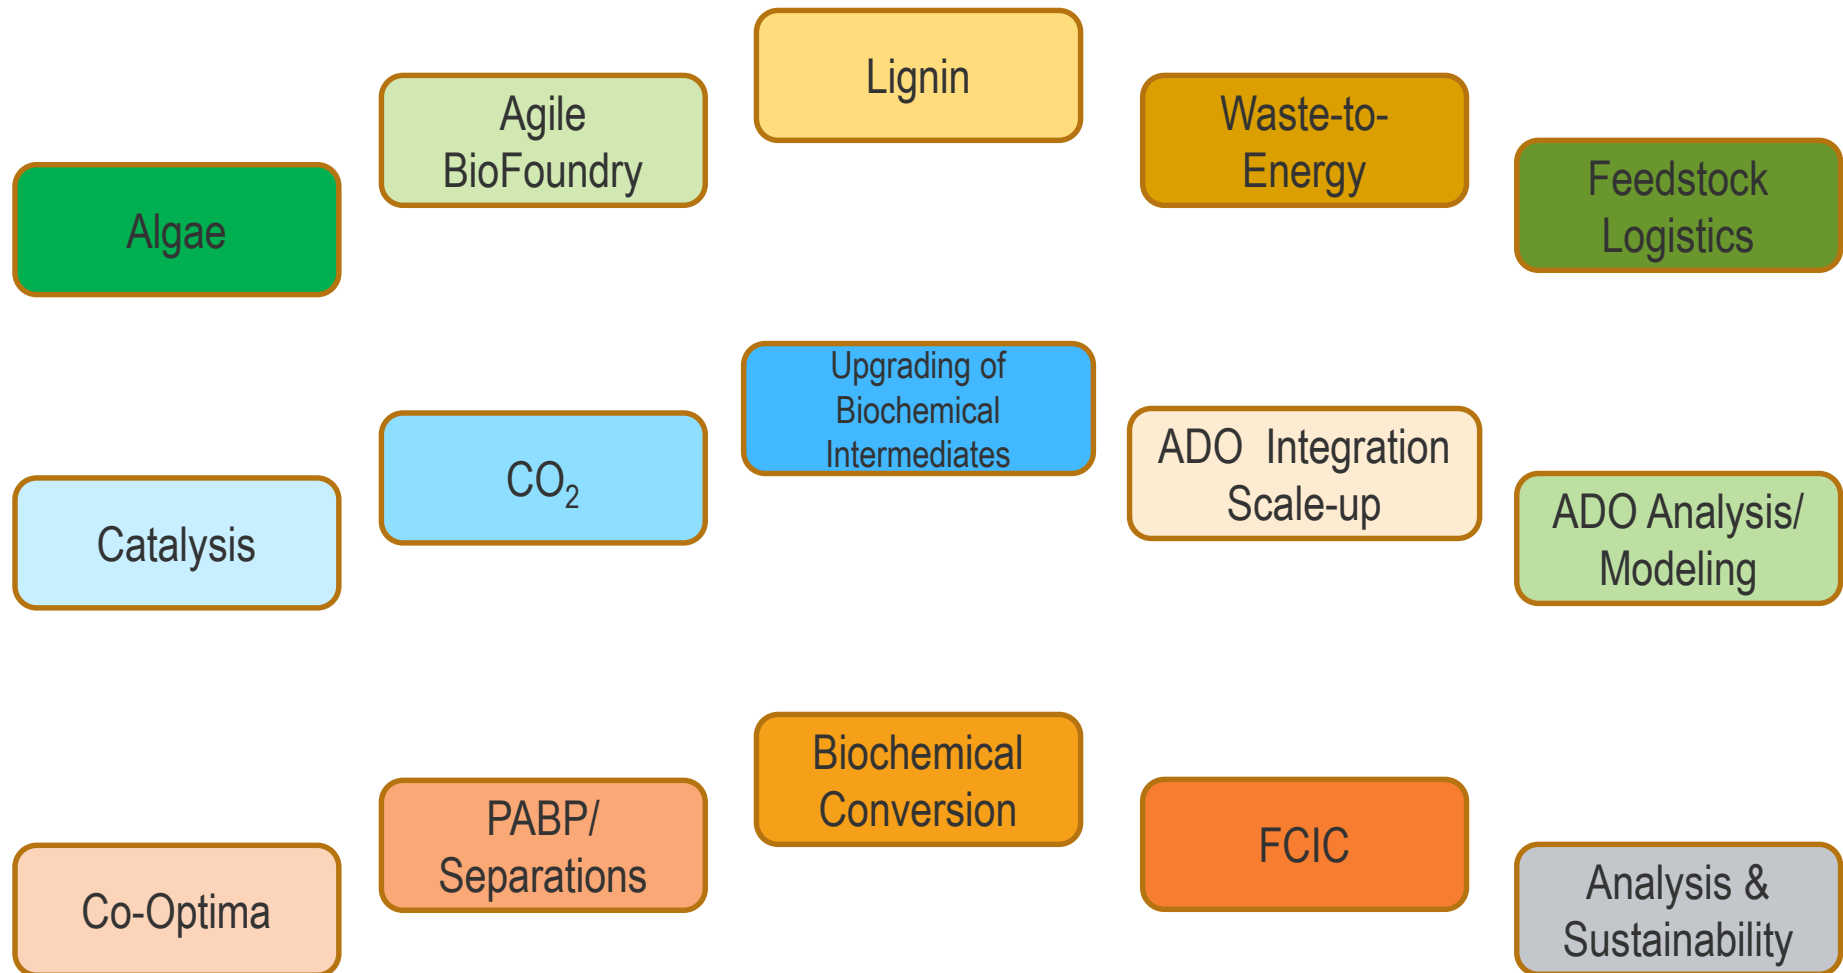 Lignin
Agile
BioFoundry
Waste-to-
Energy
Algae
Feedstock
Logistics
Upgrading of
Biochemical
Intermediates
CO₂
ADO  Integration
Scale-up
Catalysis
ADO Analysis/
Modeling
Biochemical
Conversion
PABP/
Separations
FCIC
Co-Optima
Analysis &
Sustainability